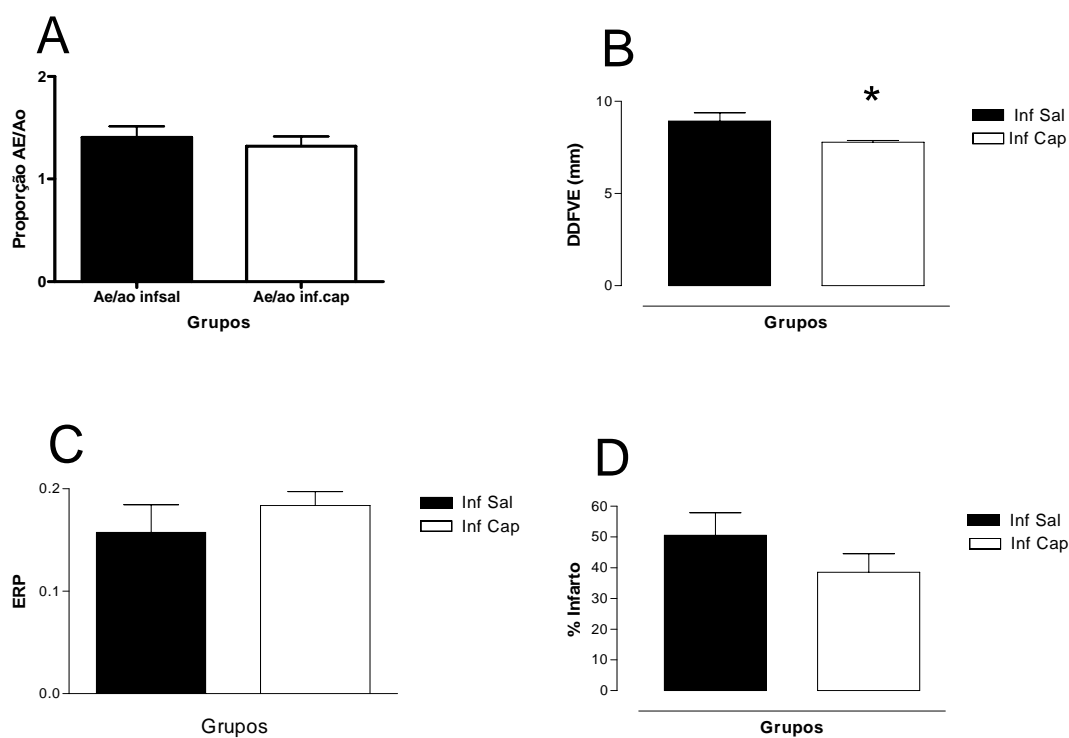 A
2
1
0
Proporção AE/Ao
Ae/ao infsal
Ae/ao inf.cap
Grupos
B
*
10
5
0
DDFVE (mm)
Grupos
Inf Sal
Inf Cap
C
0.2
0.1
0.0
ERP
Grupos
Inf Sal
Inf Cap
D
60
50
40
30
20
10
0
% Infarto
Grupos
Inf Sal
Inf Cap